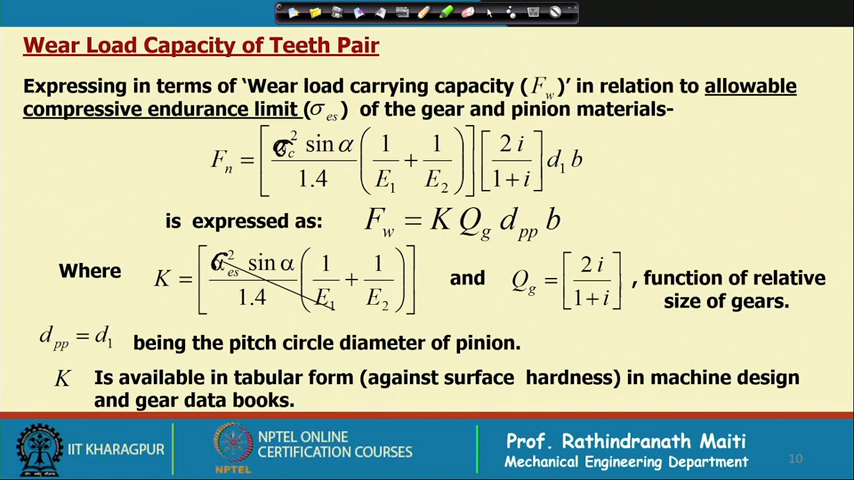 Wear Load Capacity of Teeth Pair
Expressing in terms of ‘Wear load carrying capacity ( F_w )’ in relation to allowable
compressive endurance limit (σ_es) of the gear and pinion materials-
F_n = [ σ_c^2 sin α / 1.4 ( 1/E_1 + 1/E_2 ) ] [ 2i / 1+i ] d_1 b
is expressed as: F_w = K Q_g d_pp b
Where K = [ σ_es^2 sin α / 1.4 ( 1/E_1 + 1/E_2 ) ] and Q_g = [ 2i / 1+i ] , function of relative
size of gears.
d_pp = d_1 being the pitch circle diameter of pinion.
K Is available in tabular form (against surface hardness) in machine design
and gear data books.
IIT KHARAGPUR
NPTEL
NPTEL ONLINE
CERTIFICATION COURSES
Prof. Rathindranath Maiti
Mechanical Engineering Department
10